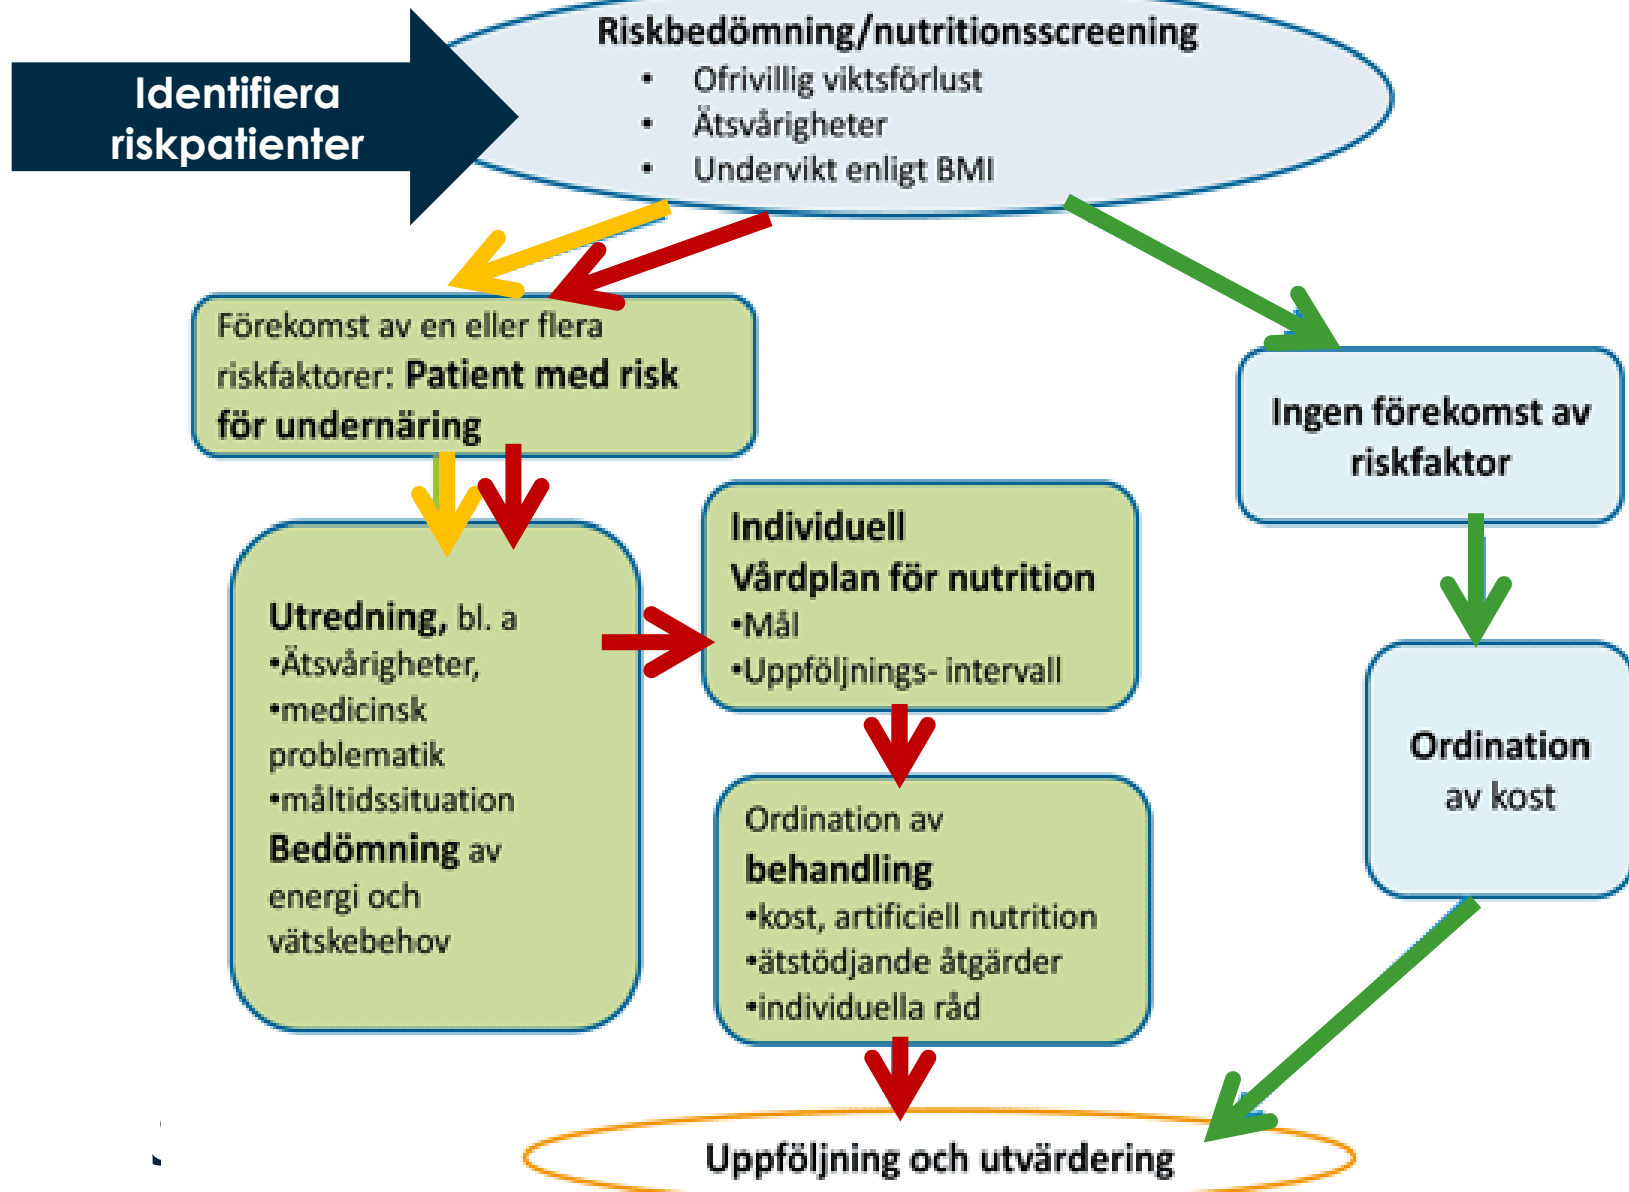 Identifiera
riskpatienter
Riskbedömning/nutritionsscreening
• Ofrivillig viktsförlust
• Ätsvårigheter
• Undervikt enligt BMI
Förekomst av en eller flera
riskfaktorer: Patient med risk
för undernäring
Utredning, bl. a
•Ätsvårigheter,
•medicinsk
problematik
•måltidssituation
Bedömning av
energi och
vätskebehov
Individuell
Vårdplan för nutrition
•Mål
•Uppföljnings- intervall
Ordination av
behandling
•kost, artificiell nutrition
•ätstödjande åtgärder
•individuella råd
Ingen förekomst av
riskfaktor
Ordination
av kost
Uppföljning och utvärdering